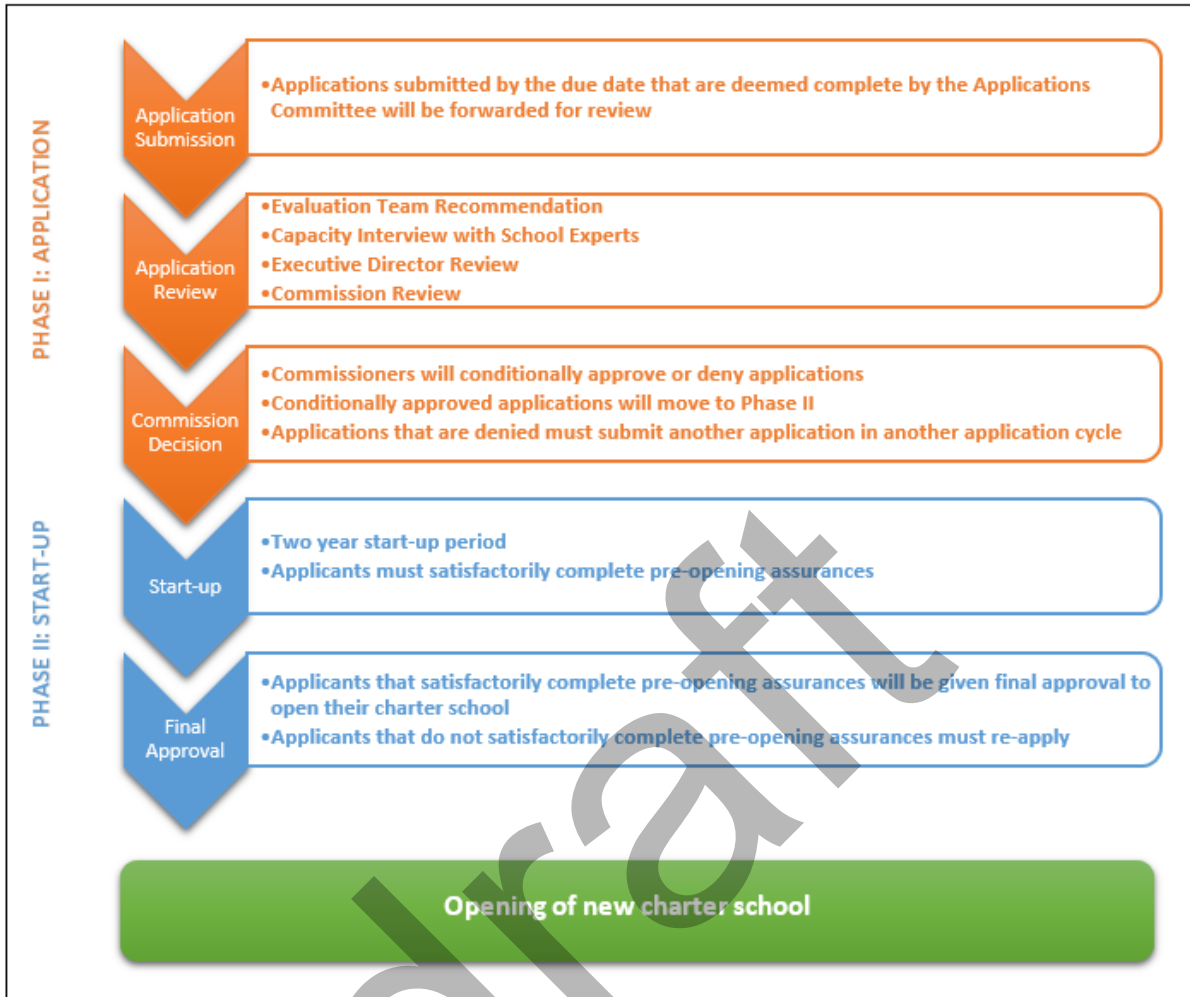 PHASE I: APPLICATION
Application
Submission
•Applications submitted by the due date that are deemed complete by the Applications
Committee will be forwarded for review
Application
Review
•Evaluation Team Recommendation
•Capacity Interview with School Experts
•Executive Director Review
•Commission Review
Commission
Decision
•Commissioners will conditionally approve or deny applications
•Conditionally approved applications will move to Phase II
•Applications that are denied must submit another application in another application cycle
PHASE II: START-UP
Start-up
•Two year start-up period
•Applicants must satisfactorily complete pre-opening assurances
Final
Approval
•Applicants that satisfactorily complete pre-opening assurances will be given final approval to
open their charter school
•Applicants that do not satisfactorily complete pre-opening assurances must re-apply
Opening of new charter school
draft